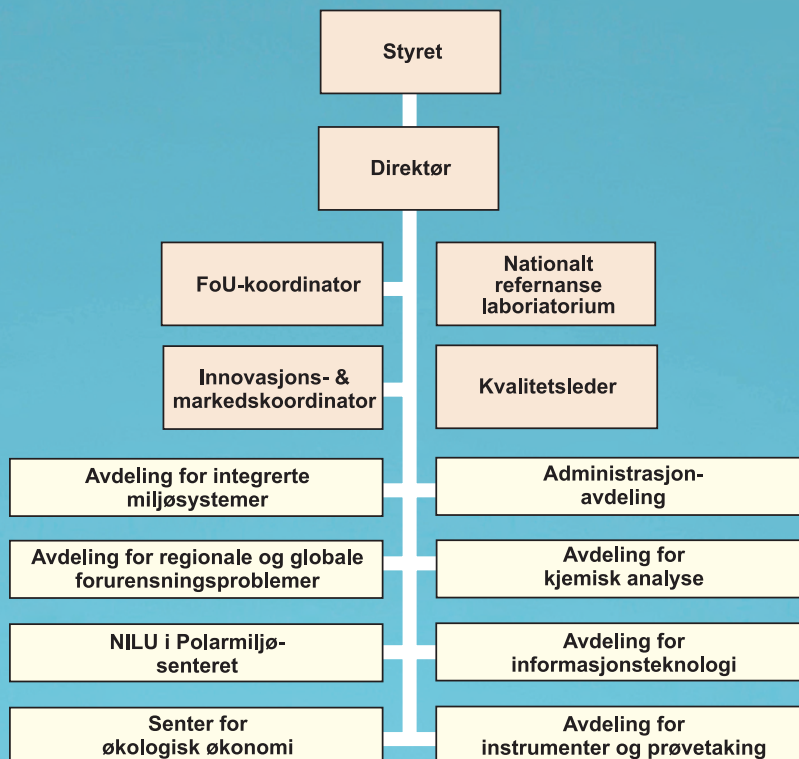 Styret
Direktør
FoU-koordinator
Nationalt
refernanse
laboriatorium
Innovasjons- &
markedskoordinator
Kvalitetsleder
Avdeling for integrerte
miljøsystemer
Administrasjon-
avdeling
Avdeling for regionale og globale
forurensningsproblemer
Avdeling for
kjemisk analyse
NILU i Polarmiljø-
senteret
Avdeling for
informasjonsteknologi
Senter for
økologisk økonomi
Avdeling for
instrumenter og prøvetaking